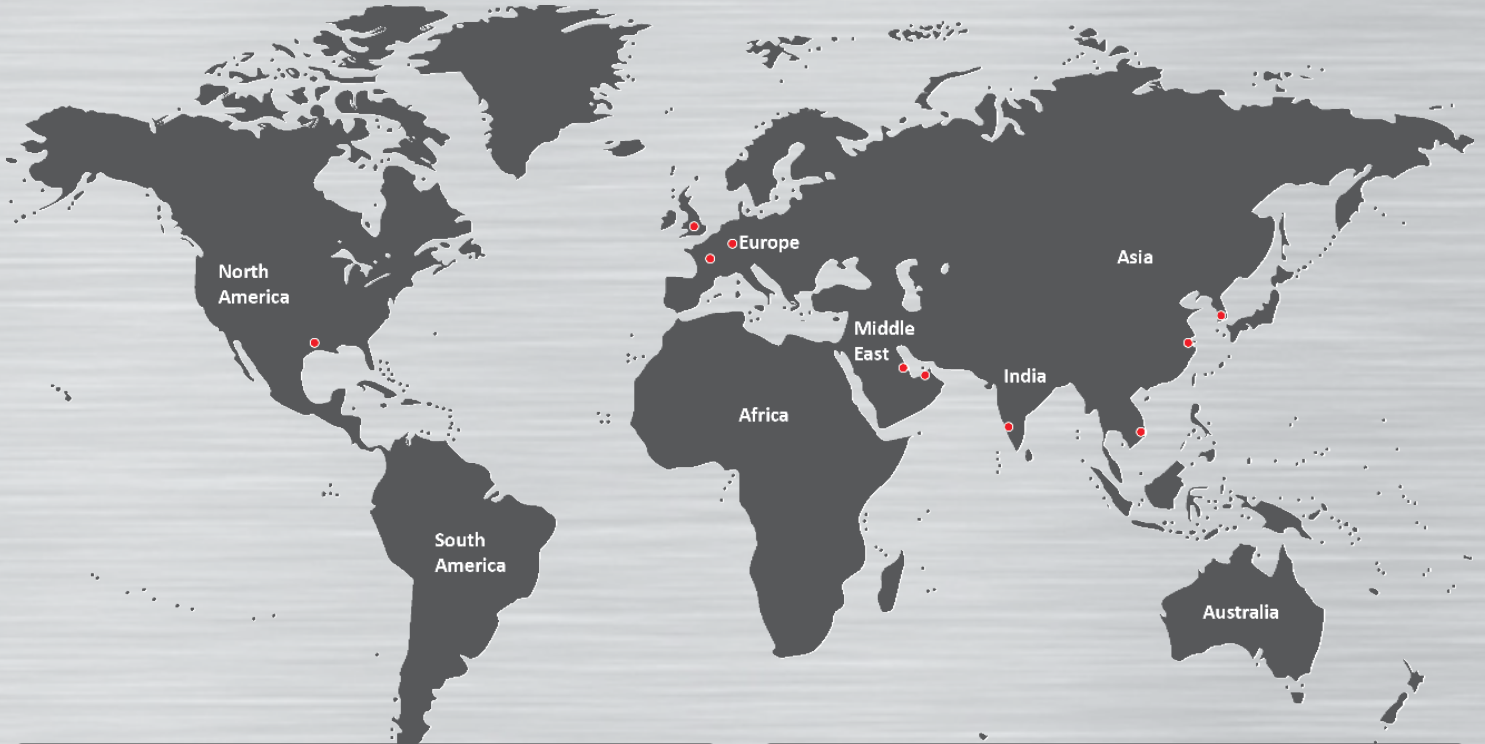 North
America
Europe
Asia
Middle
East
India
Africa
South
America
Australia